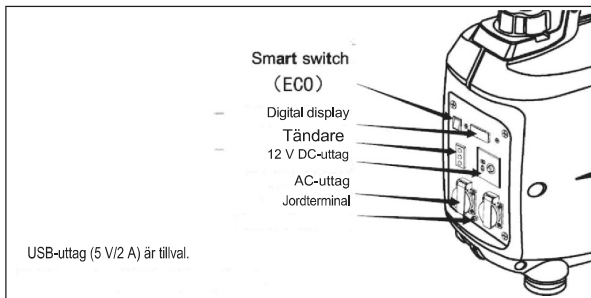 Smart switch
（ECO）
Digital display
Tändare
12 V DC-uttag
AC-uttag
Jordterminal
USB-uttag (5 V/2 A) är tillval.